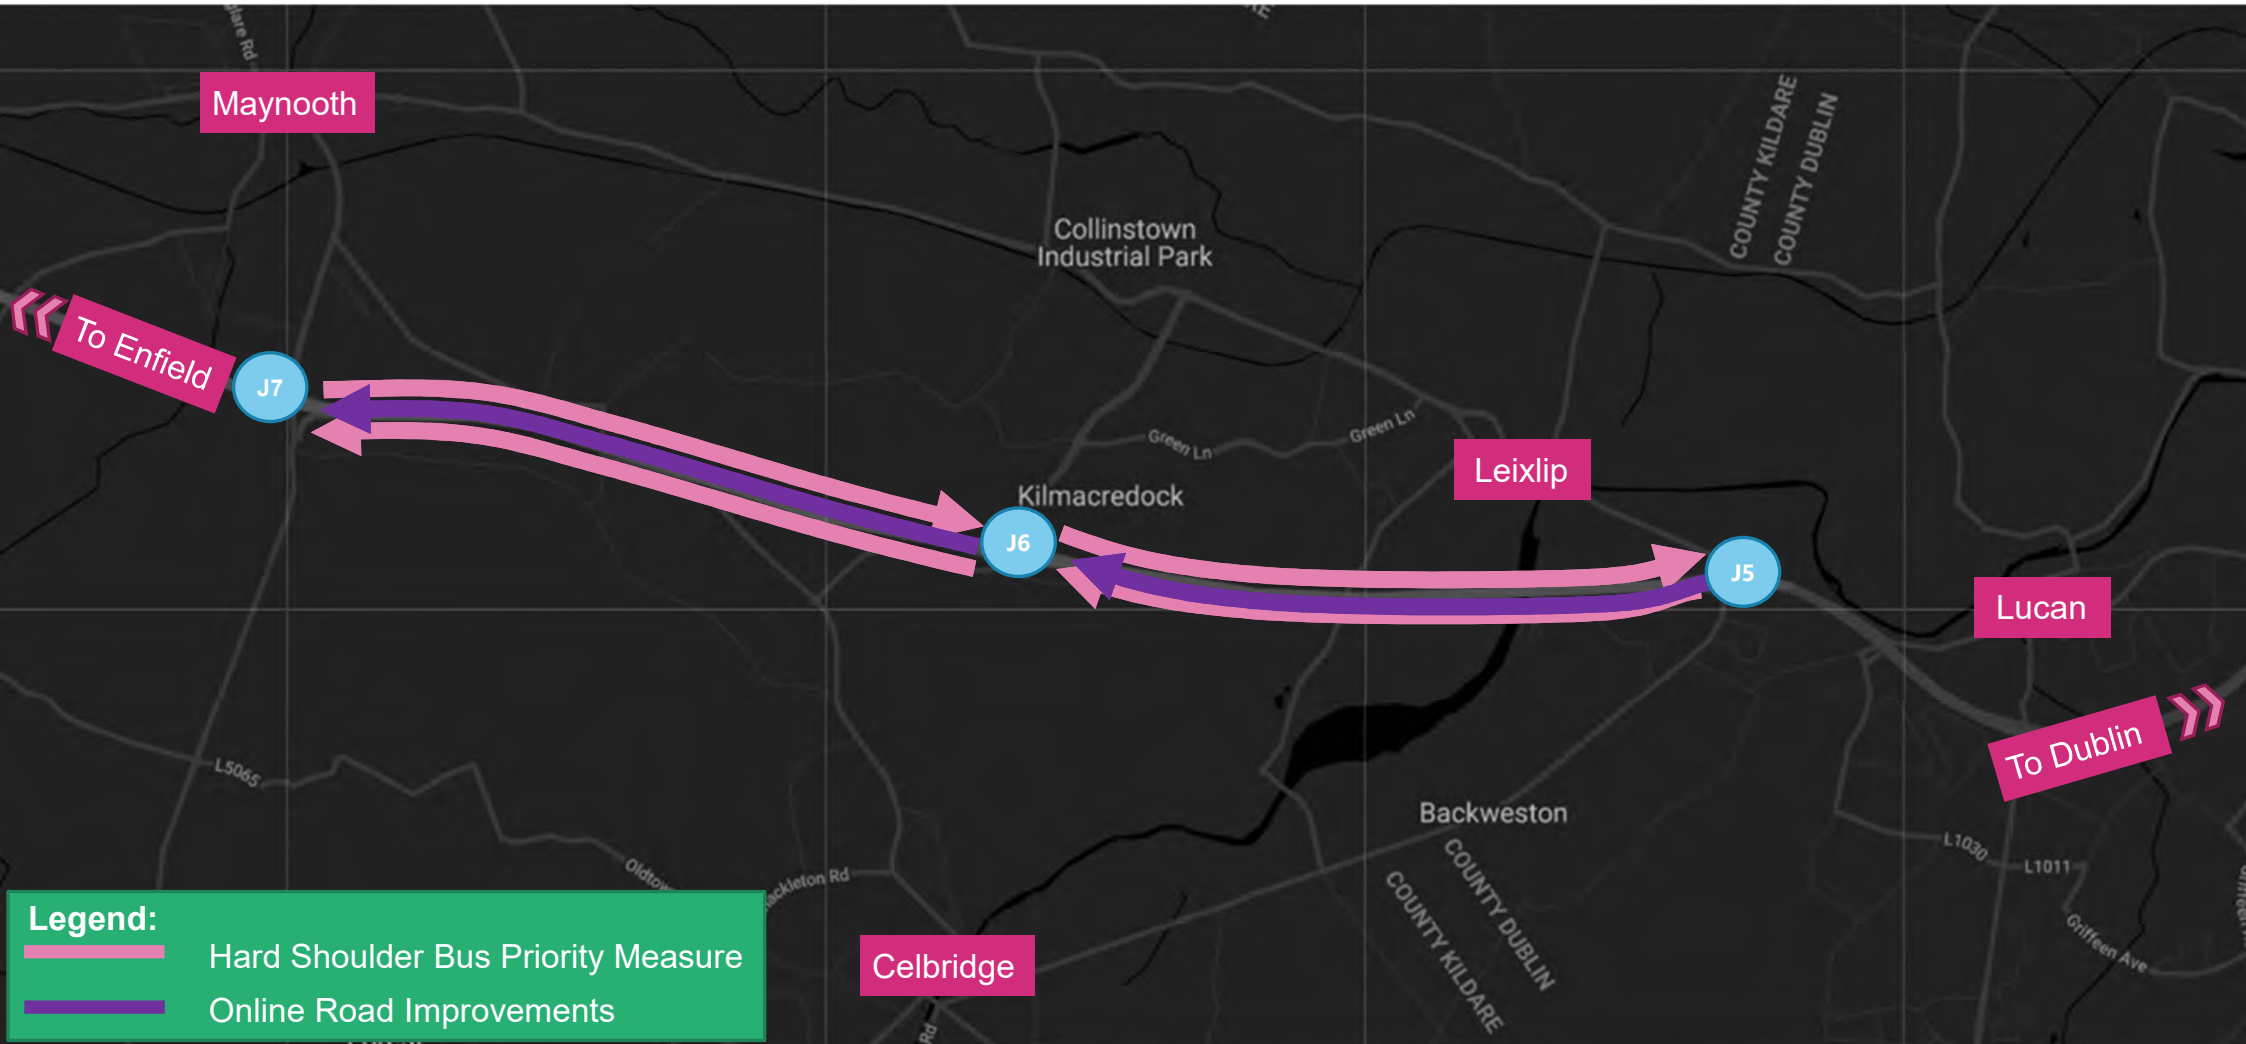 Maynooth
COUNTY KILDARE
COUNTY DUBLIN
Collinstown
Industrial Park
To Enfield
J7
Green Ln
Green Ln
Leixlip
Kilmacredock
J6
J5
Lucan
To Dublin
L5065
Backweston
COUNTY DUBLIN
COUNTY KILDARE
L1030
L1011
Griffeen Ave
Celbridge
Rd
Legend:
Hard Shoulder Bus Priority Measure
Online Road Improvements